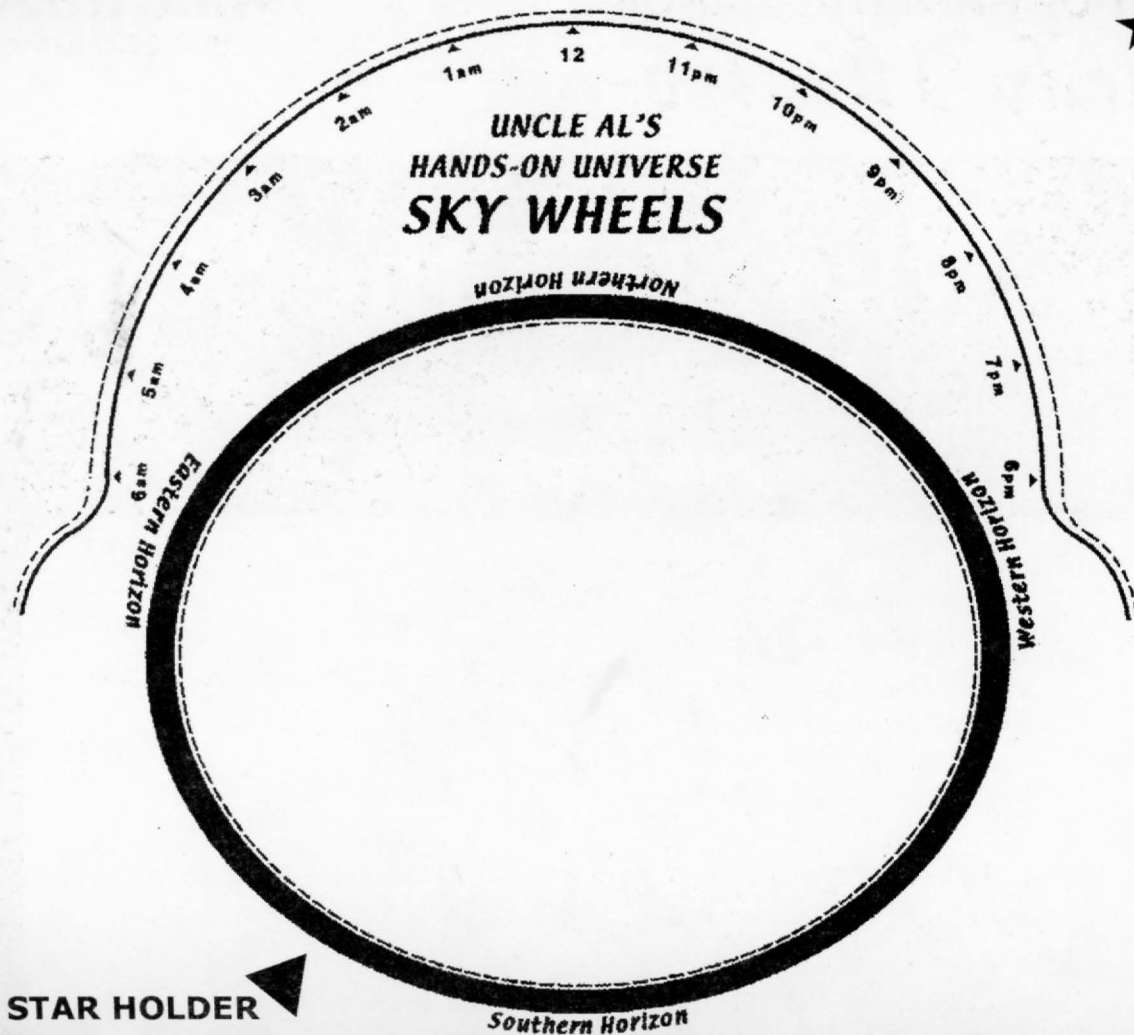 12
1am
11pm
2am
10pm
3am
9pm
4am
8pm
5am
7pm
6am
6pm
UNCLE AL'S
HANDS-ON UNIVERSE
SKY WHEELS
Northern Horizon
Eastern Horizon
Western Horizon
STAR HOLDER
Southern Horizon